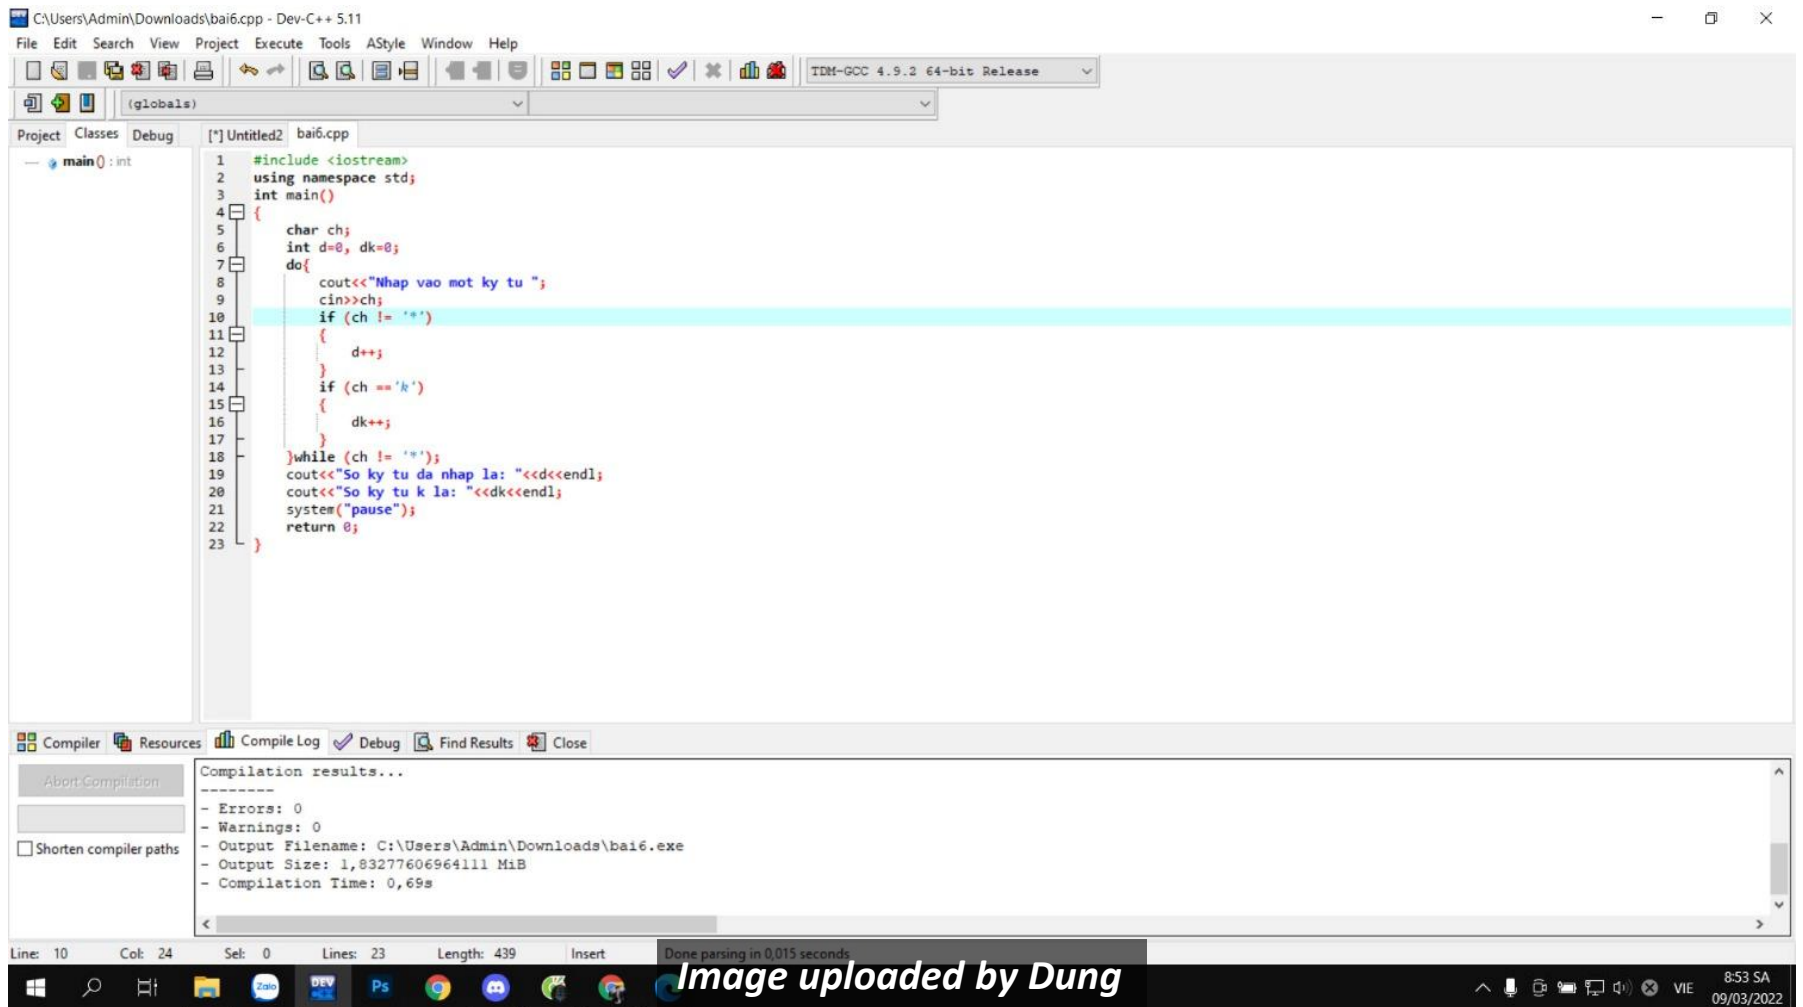 C:\Users\Admin\Downloads\bai6.cpp - Dev-C++ 5.11
File Edit Search View Project Execute Tools AStyle Window Help
TDM-GCC 4.9.2 64-bit Release
(globals)
Project Classes Debug [*] Untitled2 bai6.cpp
main () : int
1 #include <iostream>
2 using namespace std;
3 int main()
4 {
5 char ch;
6 int d=0, dk=0;
7 do{
8 cout<<"Nhap vao mot ky tu ";
9 cin>>ch;
10 if (ch != '*')
11 {
12 d++;
13 }
14 if (ch =='k')
15 {
16 dk++;
17 }
18 }while (ch != '*');
19 cout<<"So ky tu da nhap la: "<<d<<endl;
20 cout<<"So ky tu k la: "<<dk<<endl;
21 system("pause");
22 return 0;
23 }
Compiler Resources Compile Log Debug Find Results Close
Abort Compilation
Shorten compiler paths
Compilation results...
--------
- Errors: 0
- Warnings: 0
- Output Filename: C:\Users\Admin\Downloads\bai6.exe
- Output Size: 1,83277606964111 MiB
- Compilation Time: 0,69s
Line: 10 Col: 24 Sel: 0 Lines: 23 Length: 439 Insert Done parsing in 0,015 seconds
Image uploaded by Dung
Zalo DEV Ps
VIE
8:53 SA
09/03/2022